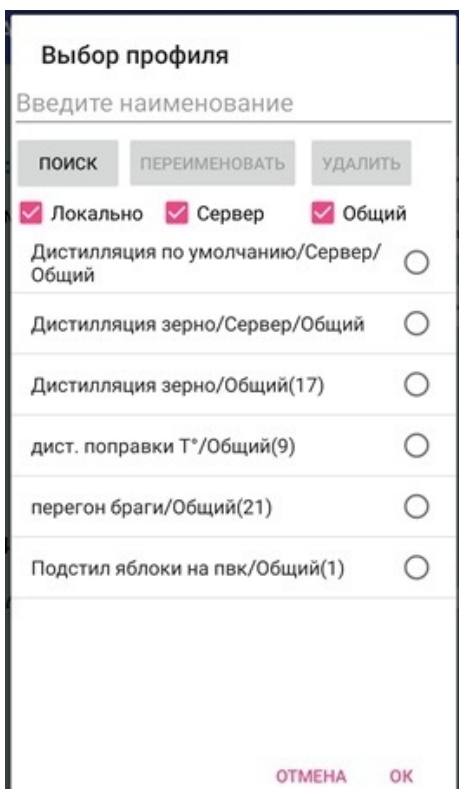 Выбор профиля
Введите наименование
ПОИСК ПЕРЕИМЕНОВАТЬ УДАЛИТЬ
Локально Сервер Общий
Дистилляция по умолчанию/Сервер/
Общий
Дистилляция зерно/Сервер/Общий
Дистилляция зерно/Общий(17)
дист. поправки Т°/Общий(9)
перегон браги/Общий(21)
Подстил яблоки на пвк/Общий(1)
ОТМЕНА ОК